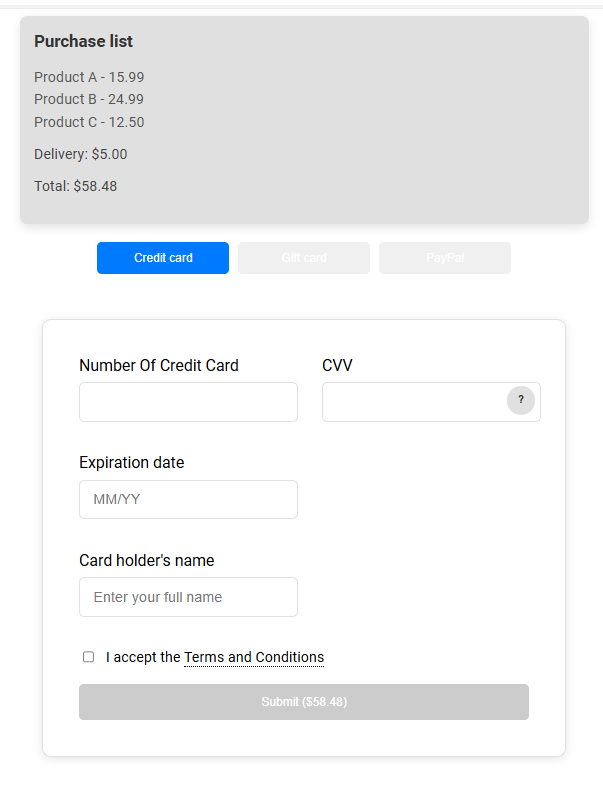 Purchase list
Product A - 15.99
Product B - 24.99
Product C - 12.50
Delivery: $5.00
Total: $58.48
Credit card Gift card PayPal
Number Of Credit Card CVV
?
Expiration date
MM/YY
Card holder's name
Enter your full name
I accept the Terms and Conditions
Submit ($58.48)